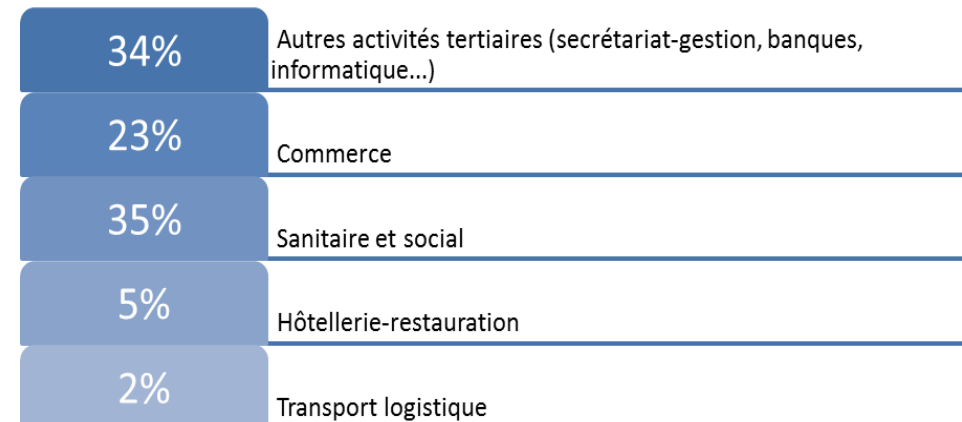 34%
Autres activités tertiaires (secrétariat-gestion, banques,
informatique...)
23%
Commerce
35%
Sanitaire et social
5%
Hôtellerie-restauration
2%
Transport logistique